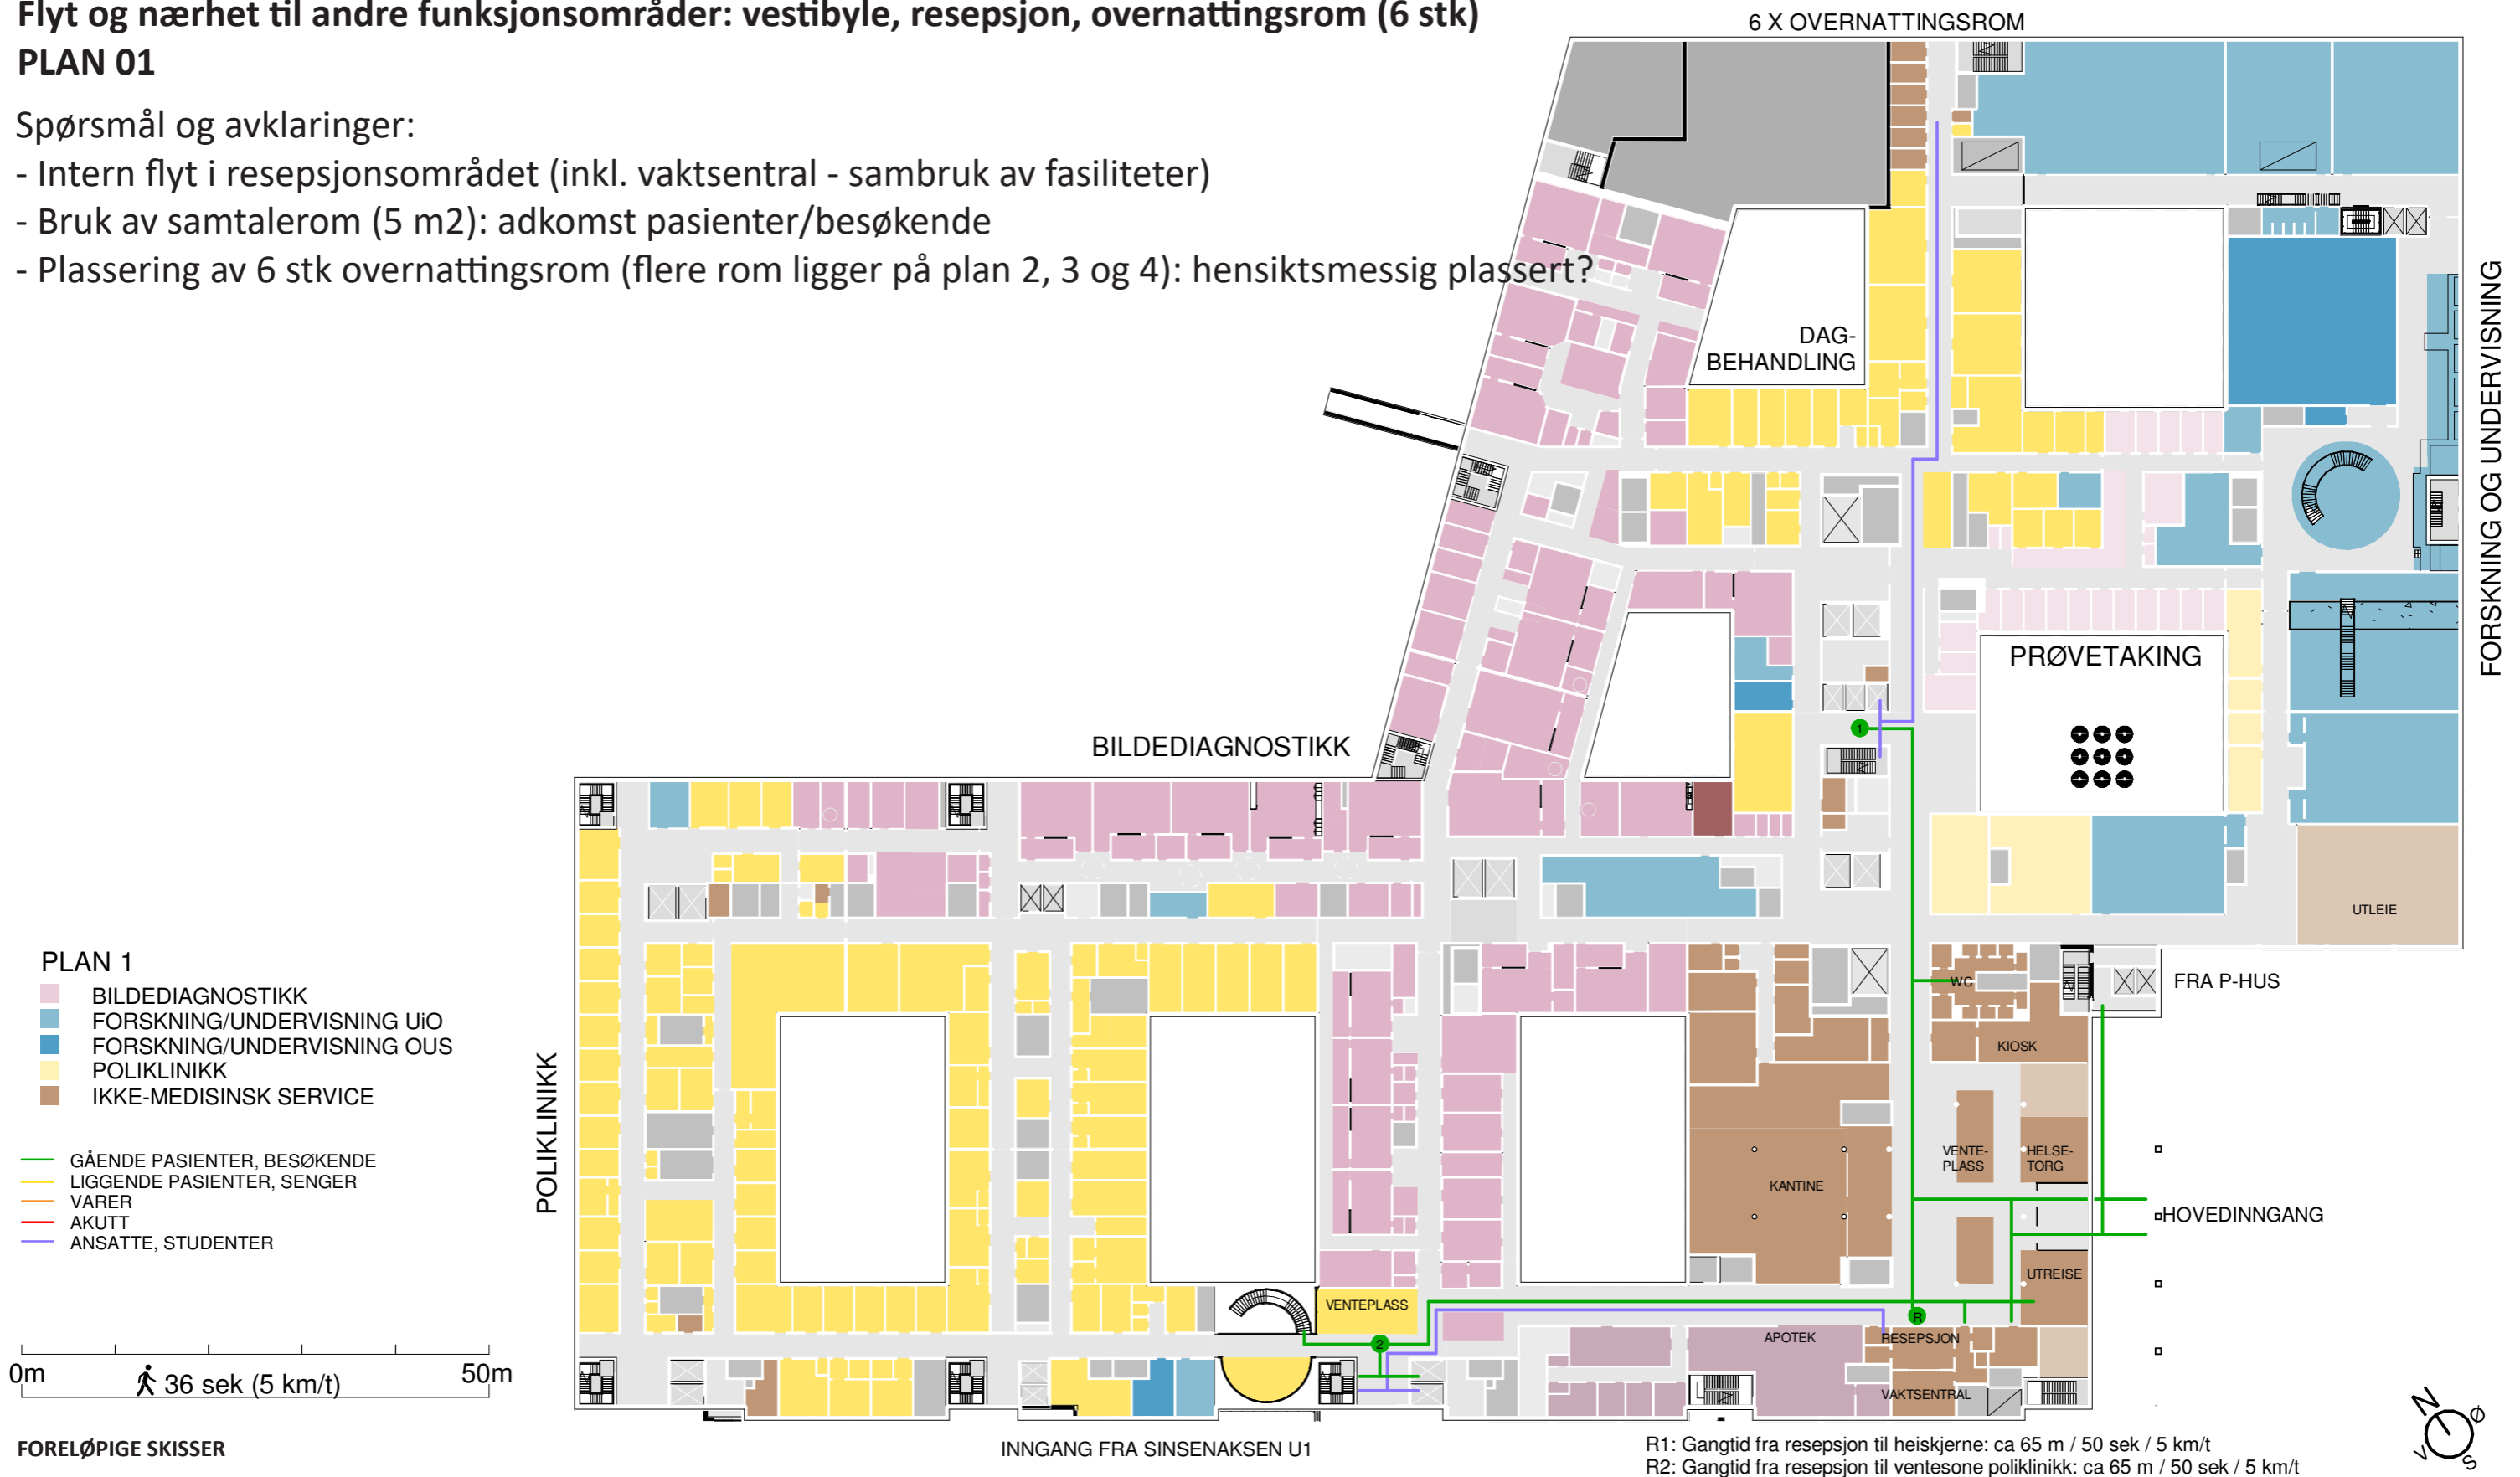 Flyt og nærhet til andre funksjonsområder: vestibyle, resepsjon, overnattingsrom (6 stk)
PLAN 01
Spørsmål og avklaringer:
- Intern flyt i resepsjonsområdet (inkl. vaktsentral - sambruk av fasiliteter)
- Bruk av samtalerom (5 m2): adkomst pasienter/besøkende
- Plassering av 6 stk overnattingsrom (flere rom ligger på plan 2, 3 og 4): hensiktsmessig plassert?
6 X OVERNATTINGSROM
DAG-
BEHANDLING
FORSKNING OG UNDERVISNING
PRØVETAKING
1
BILDEDIAGNOSTIKK
UTLEIE
PLAN 1
BILDEDIAGNOSTIKK
FORSKNING/UNDERVISNING UiO
FORSKNING/UNDERVISNING OUS
POLIKLINIKK
IKKE-MEDISINSK SERVICE
GÅENDE PASIENTER, BESØKENDE
LIGGENDE PASIENTER, SENGER
VARER
AKUTT
ANSATTE, STUDENTER
POLIKLINIKK
WC
FRA P-HUS
KIOSK
VENTE-
PLASS
HELSE-
TORG
KANTINE
HOVEDINNGANG
UTREISE
VENTEPLASS
R
2
APOTEK
RESEPSJON
VAKTSENTRAL
0m
36 sek (5 km/t)
50m
N
Ø
V
S
FORELØPIGE SKISSER
INNGANG FRA SINSENAKSEN U1
R1: Gangtid fra resepsjon til heiskjerne: ca 65 m / 50 sek / 5 km/t
R2: Gangtid fra resepsjon til ventesone poliklinikk: ca 65 m / 50 sek / 5 km/t